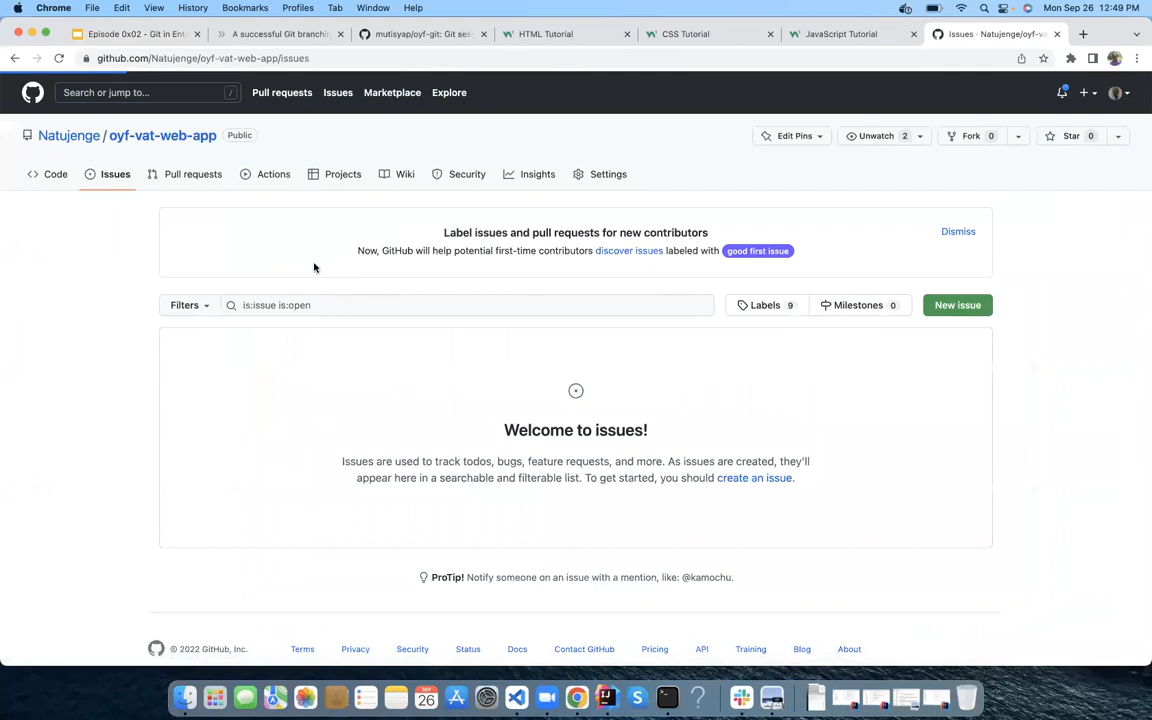 Chrome File Edit View History Bookmarks Profiles Tab Window Help Mon Sep 26 12:49 PM
Episode 0x02 - Git in Ent A successful Git branchin mutisyap/oyf-git: Git ses HTML Tutorial CSS Tutorial JavaScript Tutorial Issues · Natujenge/oyf-va
github.com/Natujenge/oyf-vat-web-app/issues
Search or jump to... / Pull requests Issues Marketplace Explore
Natujenge / oyf-vat-web-app Public Edit Pins Unwatch 2 Fork 0 Star 0
<> Code Issues Pull requests Actions Projects Wiki Security Insights Settings
Label issues and pull requests for new contributors Dismiss
Now, GitHub will help potential first-time contributors discover issues labeled with good first issue
Filters is:issue is:open Labels 9 Milestones 0 New issue
Welcome to issues!
Issues are used to track todos, bugs, feature requests, and more. As issues are created, they'll
appear here in a searchable and filterable list. To get started, you should create an issue.
ProTip! Notify someone on an issue with a mention, like: @kamochu.
© 2022 GitHub, Inc. Terms Privacy Security Status Docs Contact GitHub Pricing API Training Blog About
SEP
26